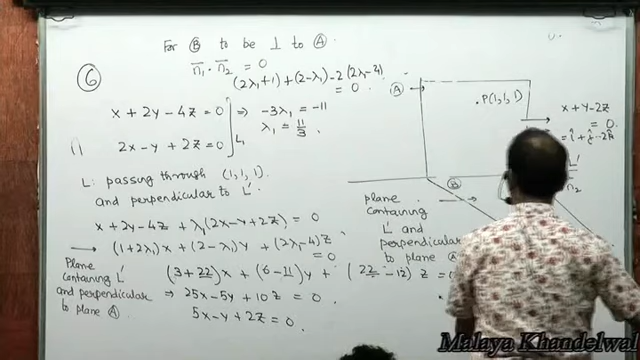 For Ⓑ to be ⊥ to Ⓐ.
n̄₁ . n̄₂ = 0
(2λ₁+1) + (2-λ₁) - 2(2λ₁-4) = 0
⑥
x + 2y - 4z = 0
2x - y + 2z = 0
L₁
⇒ -3λ₁ = -11
λ₁ = 11/3
L: passing through (1,1,1)
and perpendicular to L'
x + 2y - 4z + λ₁(2x - y + 2z) = 0
→ (1+2λ₁)x + (2-λ₁)y + (2λ₁-4)z = 0
Plane containing L'
and perpendicular
to plane Ⓐ
(3+22)x + (6-11)y + (22-12)z = 0
⇒ 25x - 5y + 10z = 0
5x - y + 2z = 0.
Ⓐ →
.P(1,1,1)
x + y - 2z = 0
= î + ĵ - 2k̂
L'
n₂
Ⓑ
plane
containing
L' and
perpendicular
to plane Ⓐ
Malaya Khandelwal